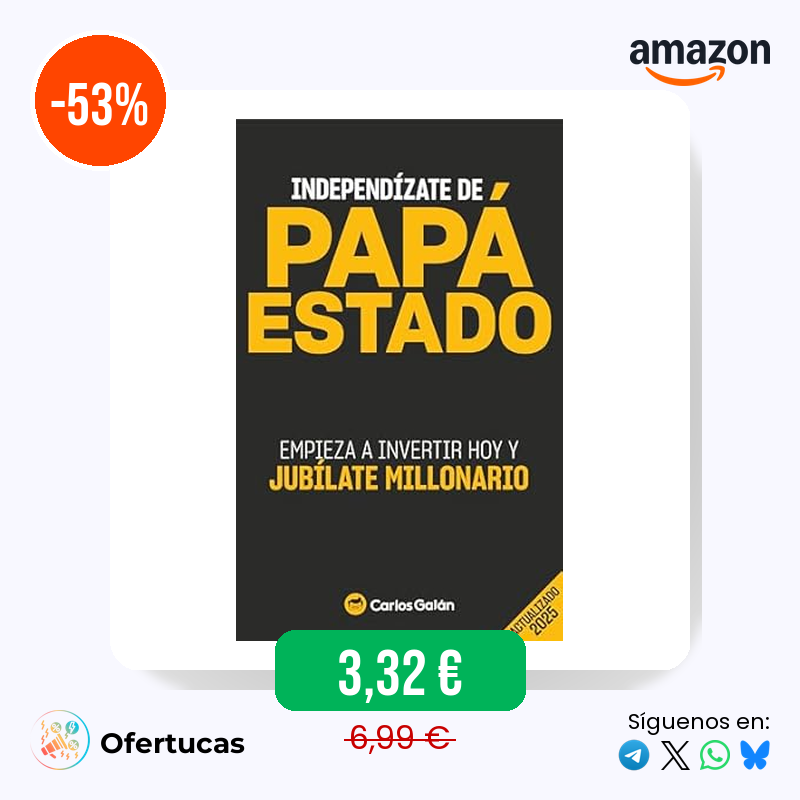 -53%
amazon
INDEPENDÍZATE DE
PAPÁ
ESTADO
EMPIEZA A INVERTIR HOY Y
JUBÍLATE MILLONARIO
Carlos Galán
ACTUALIZADO
2025
3,32 €
6,99 €
Ofertucas
Síguenos en: